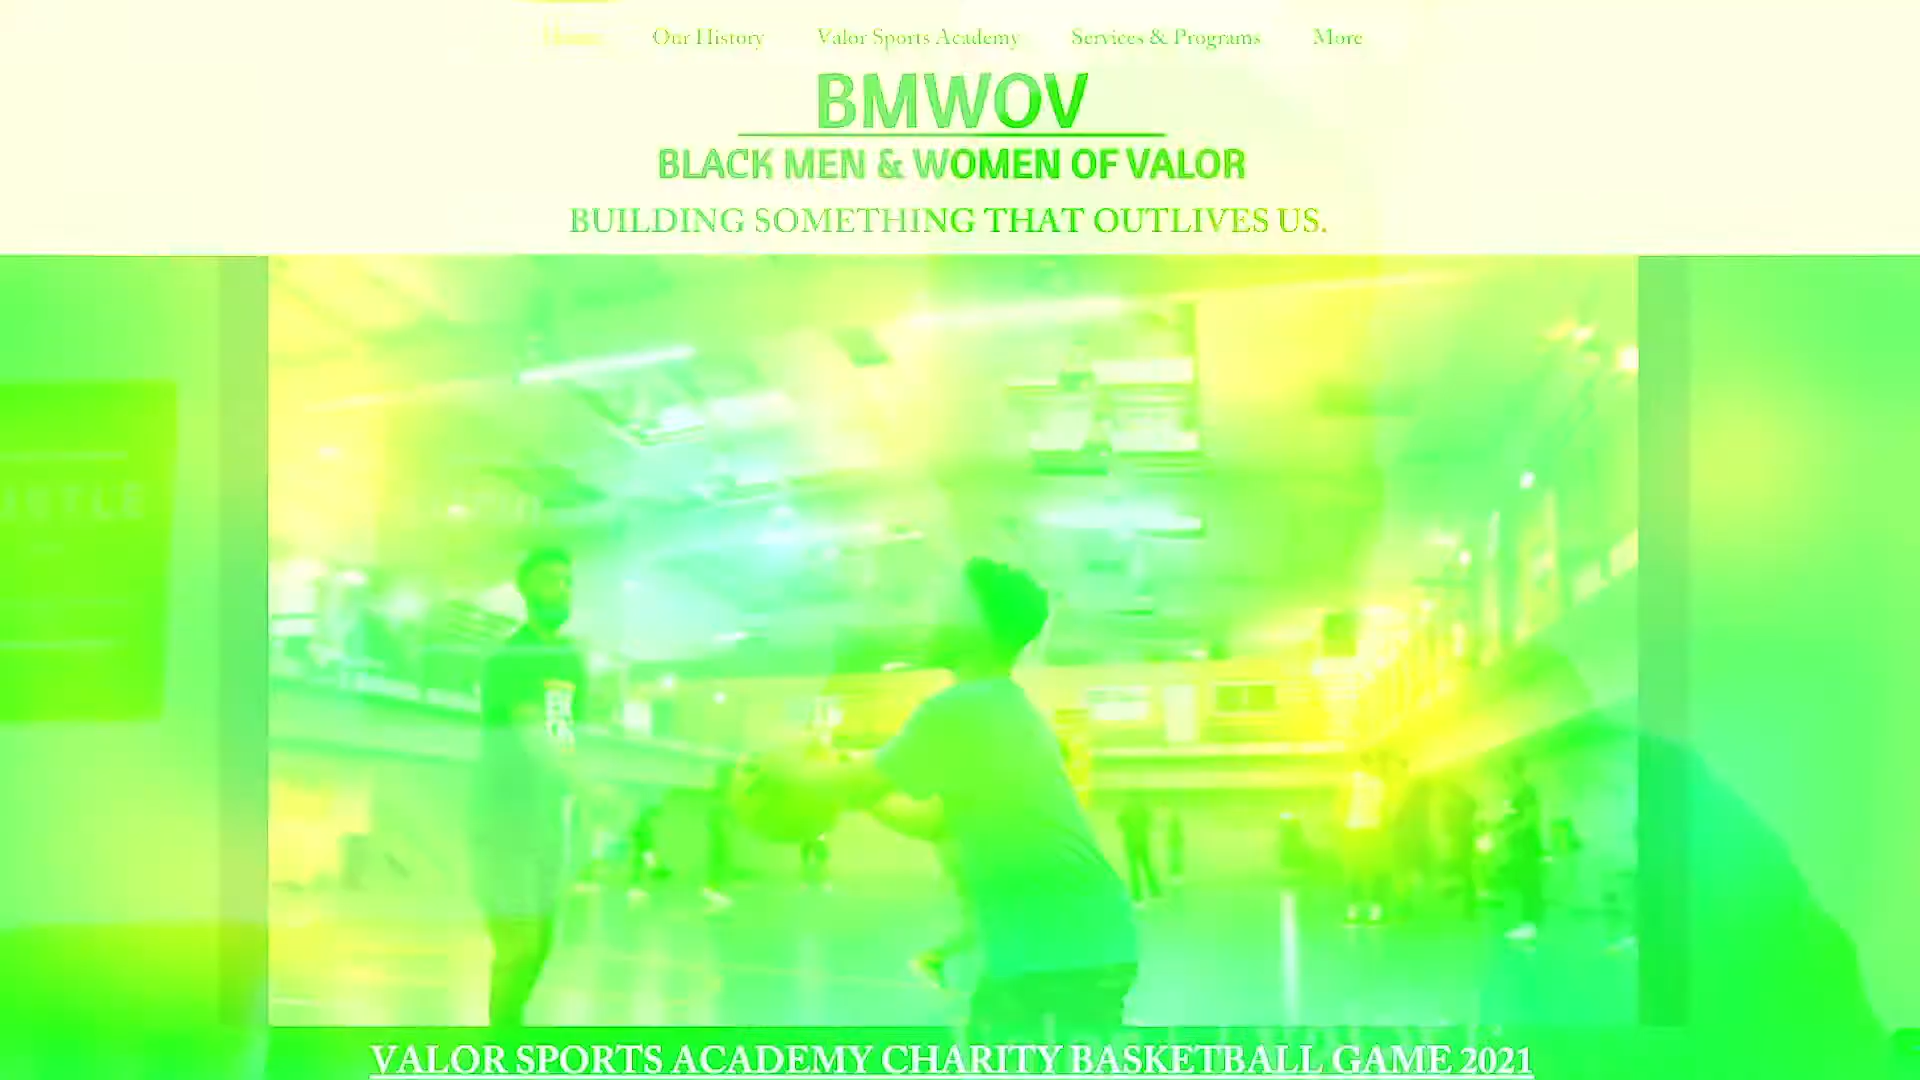 Home Our History Valor Sports Academy Services & Programs More
BMWOV
BLACK MEN & WOMEN OF VALOR
BUILDING SOMETHING THAT OUTLIVES US.
VALOR SPORTS ACADEMY CHARITY BASKETBALL GAME 2021